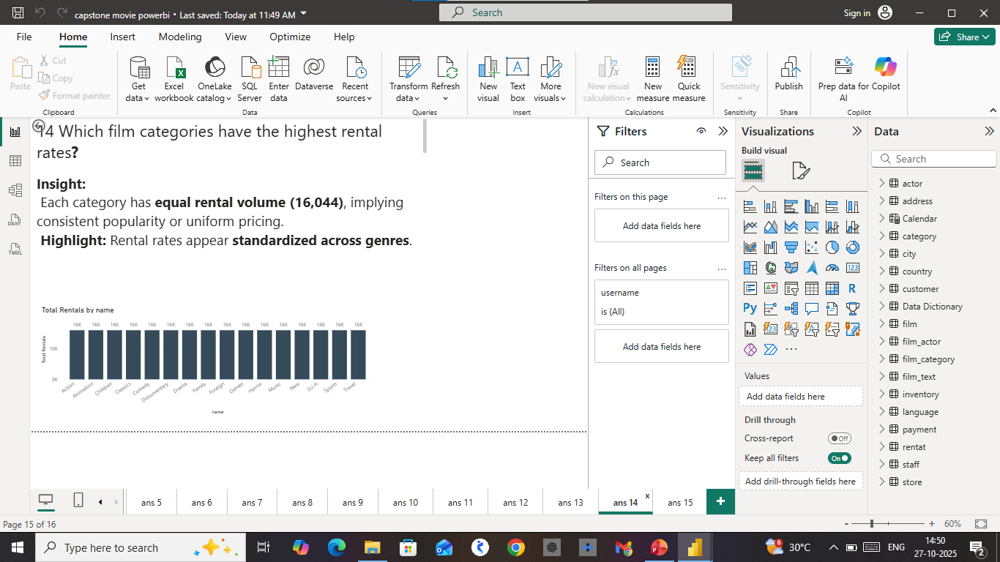 capstone movie powerbi • Last saved: Today at 11:49 AM
Search
Sign in
File Home Insert Modeling View Optimize Help
Share
Paste
Cut
Copy
Format painter
Clipboard
Get data
Excel workbook
OneLake catalog
SQL Server
Enter data
Dataverse
Recent sources
Data
Transform data
Refresh
Queries
New visual
Text box
More visuals
Insert
New visual calculation
New measure
Quick measure
Calculations
Sensitivity
Sensitivity
Publish
Share
Prep data for AI
Copilot
Copilot
DAX
TMDL
14 Which film categories have the highest rental
rates?
Insight:
Each category has equal rental volume (16,044), implying
consistent popularity or uniform pricing.
Highlight: Rental rates appear standardized across genres.
Total Rentals by name
16K 16K 16K 16K 16K 16K 16K 16K 16K 16K 16K 16K 16K 16K 16K 16K
Total Rentals
10K
0K
Action Animation Children Classics Comedy Documentary Drama Family Foreign Games Horror Music New Sci-Fi Sports Travel
name
Filters
Search
Filters on this page
Add data fields here
Filters on all pages
username
is (All)
Add data fields here
Visualizations
Build visual
123
R
Py
123
Values
Add data fields here
Drill through
Cross-report
Off
Keep all filters
On
Add drill-through fields here
Data
Search
actor
address
Calendar
category
city
country
customer
Data Dictionary
film
film_actor
film_category
film_text
inventory
language
payment
rentat
staff
store
ans 5 ans 6 ans 7 ans 8 ans 9 ans 10 ans 11 ans 12 ans 13 ans 14 x ans 15 +
Page 15 of 16
- + 60%
Type here to search
6
30°C
ENG
14:50
27-10-2025
2